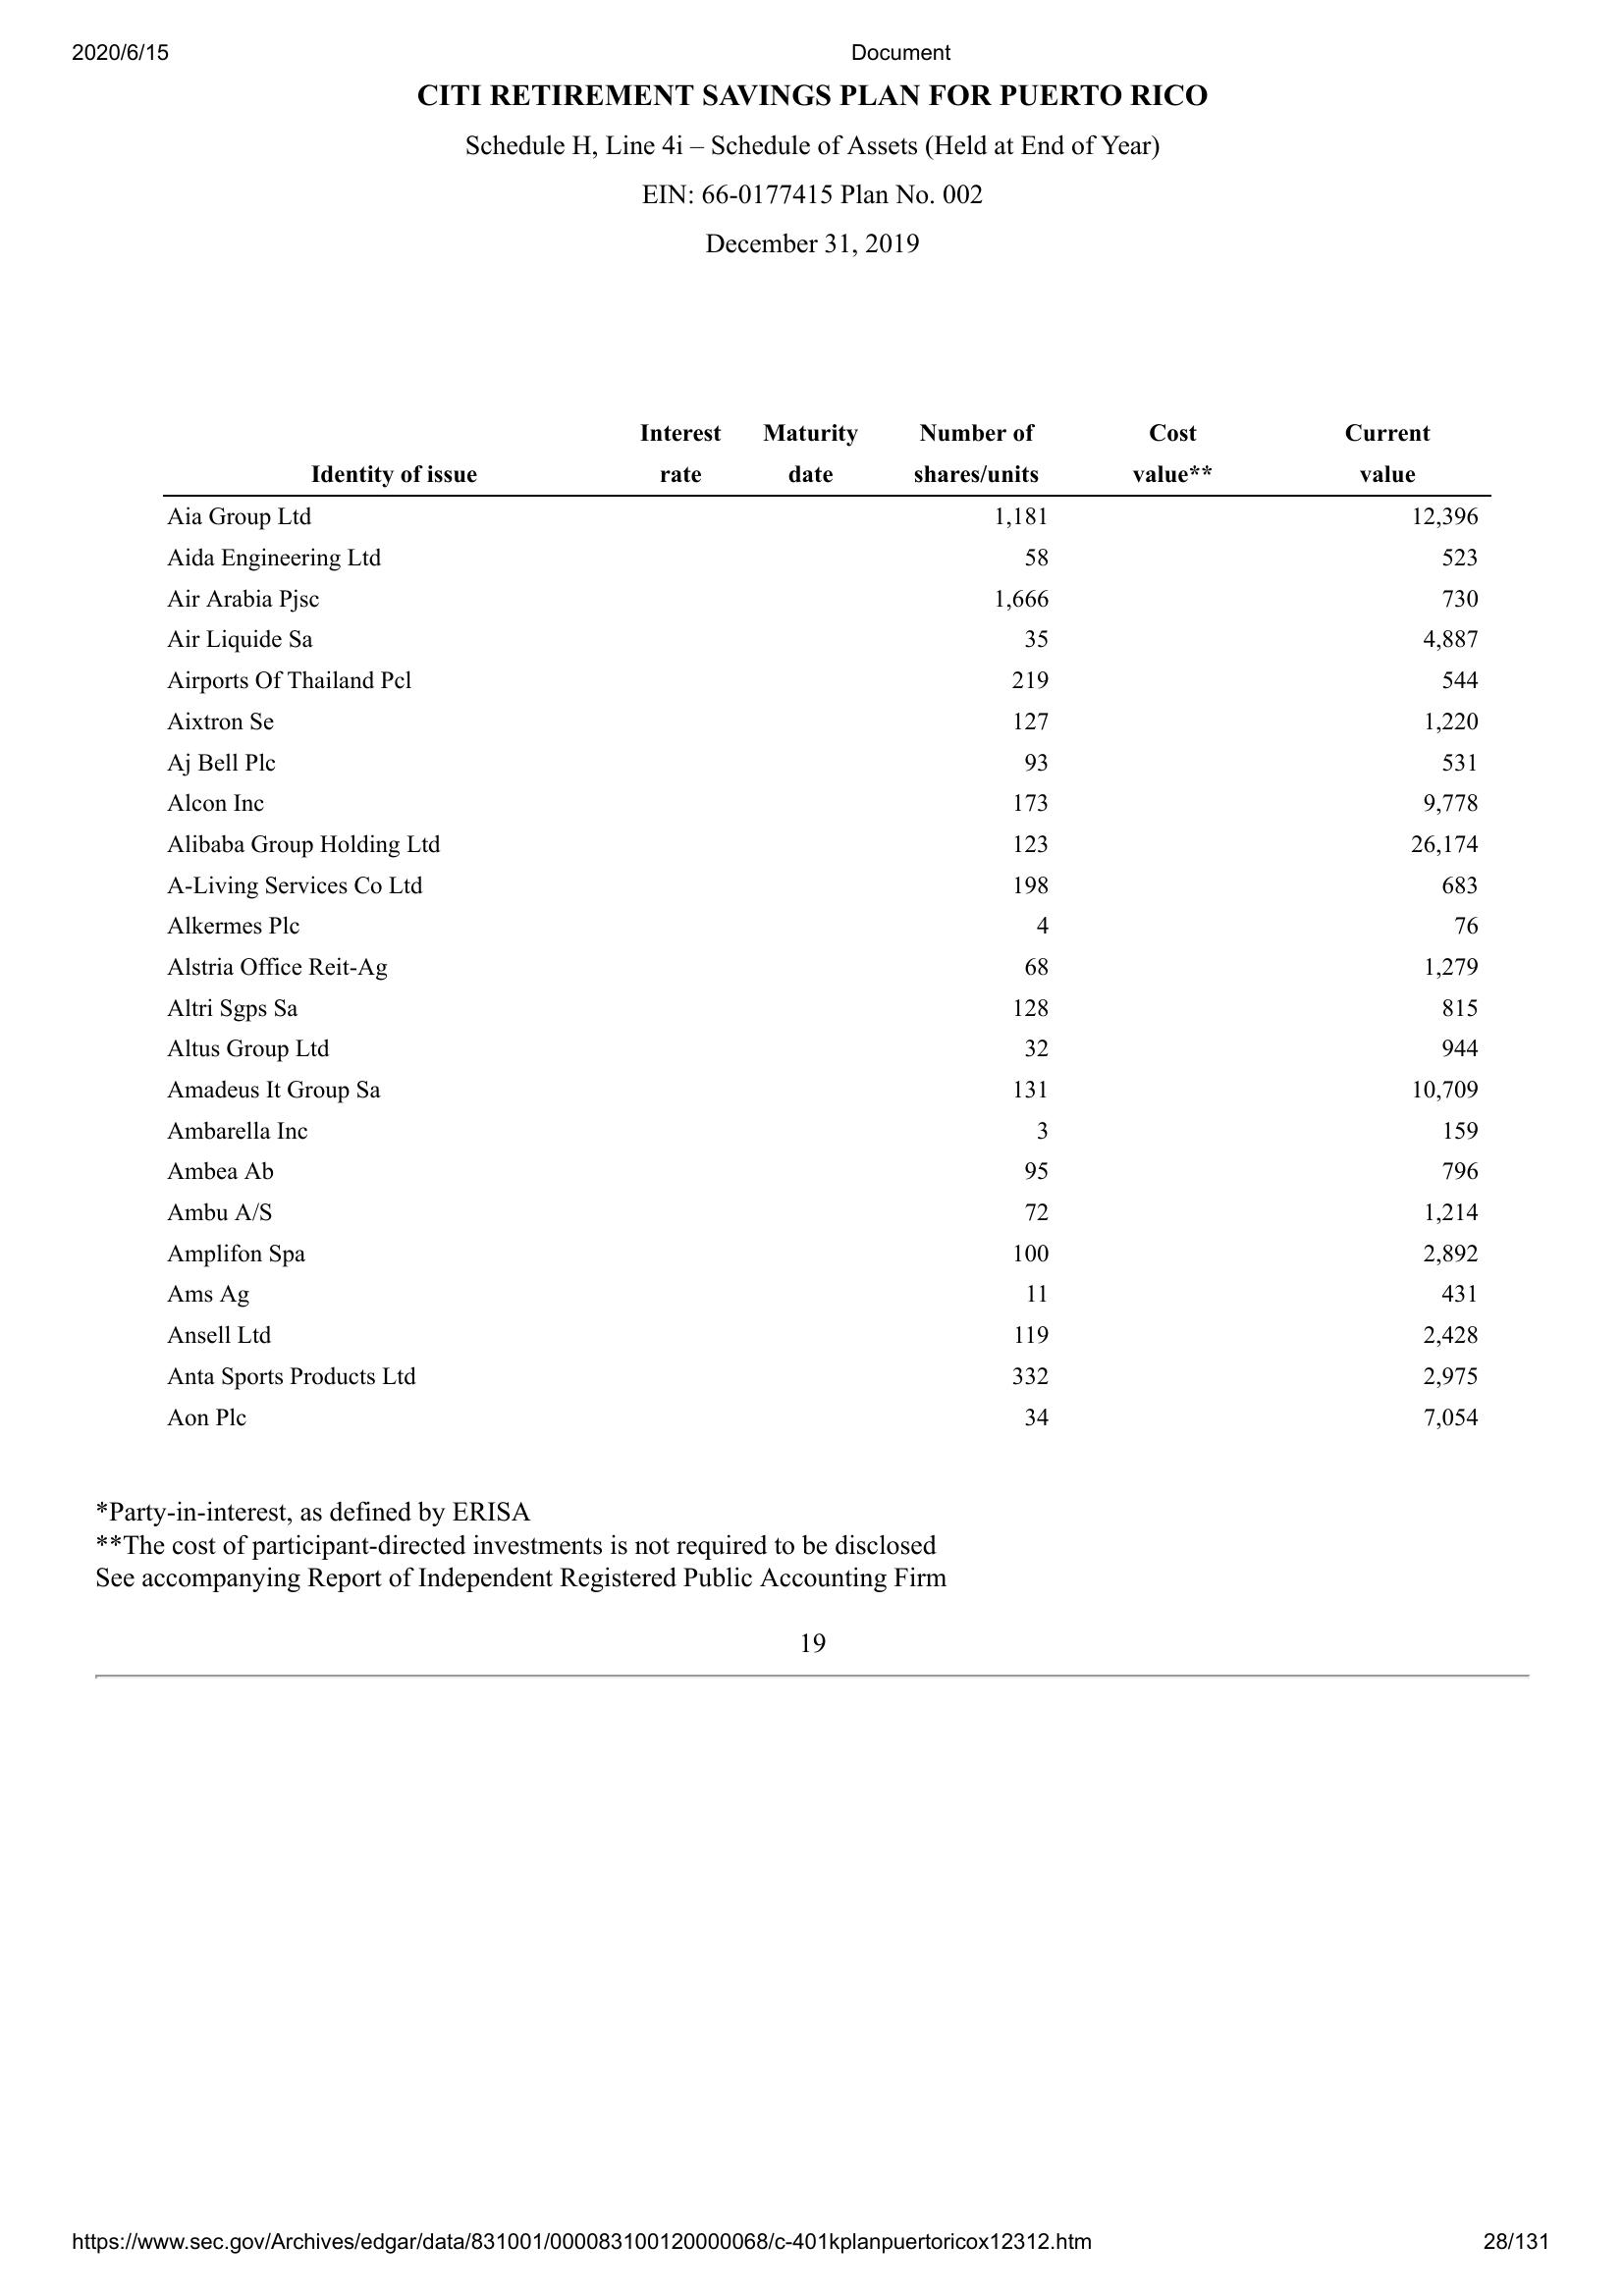 2020/6/15 Document
CITI RETIREMENT SAVINGS PLAN FOR PUERTO RICO
Schedule H, Line 4i – Schedule of Assets (Held at End of Year)
EIN: 66-0177415 Plan No. 002
December 31, 2019
Interest Maturity Number of Cost Current
Identity of issue rate date shares/units value** value
Aia Group Ltd 1,181 12,396
Aida Engineering Ltd 58 523
Air Arabia Pjsc 1,666 730
Air Liquide Sa 35 4,887
Airports Of Thailand Pcl 219 544
Aixtron Se 127 1,220
Aj Bell Plc 93 531
Alcon Inc 173 9,778
Alibaba Group Holding Ltd 123 26,174
A-Living Services Co Ltd 198 683
Alkermes Plc 4 76
Alstria Office Reit-Ag 68 1,279
Altri Sgps Sa 128 815
Altus Group Ltd 32 944
Amadeus It Group Sa 131 10,709
Ambarella Inc 3 159
Ambea Ab 95 796
Ambu A/S 72 1,214
Amplifon Spa 100 2,892
Ams Ag 11 431
Ansell Ltd 119 2,428
Anta Sports Products Ltd 332 2,975
Aon Plc 34 7,054
*Party-in-interest, as defined by ERISA
**The cost of participant-directed investments is not required to be disclosed
See accompanying Report of Independent Registered Public Accounting Firm
19
https://www.sec.gov/Archives/edgar/data/831001/000083100120000068/c-401kplanpuertoricox12312.htm 28/131